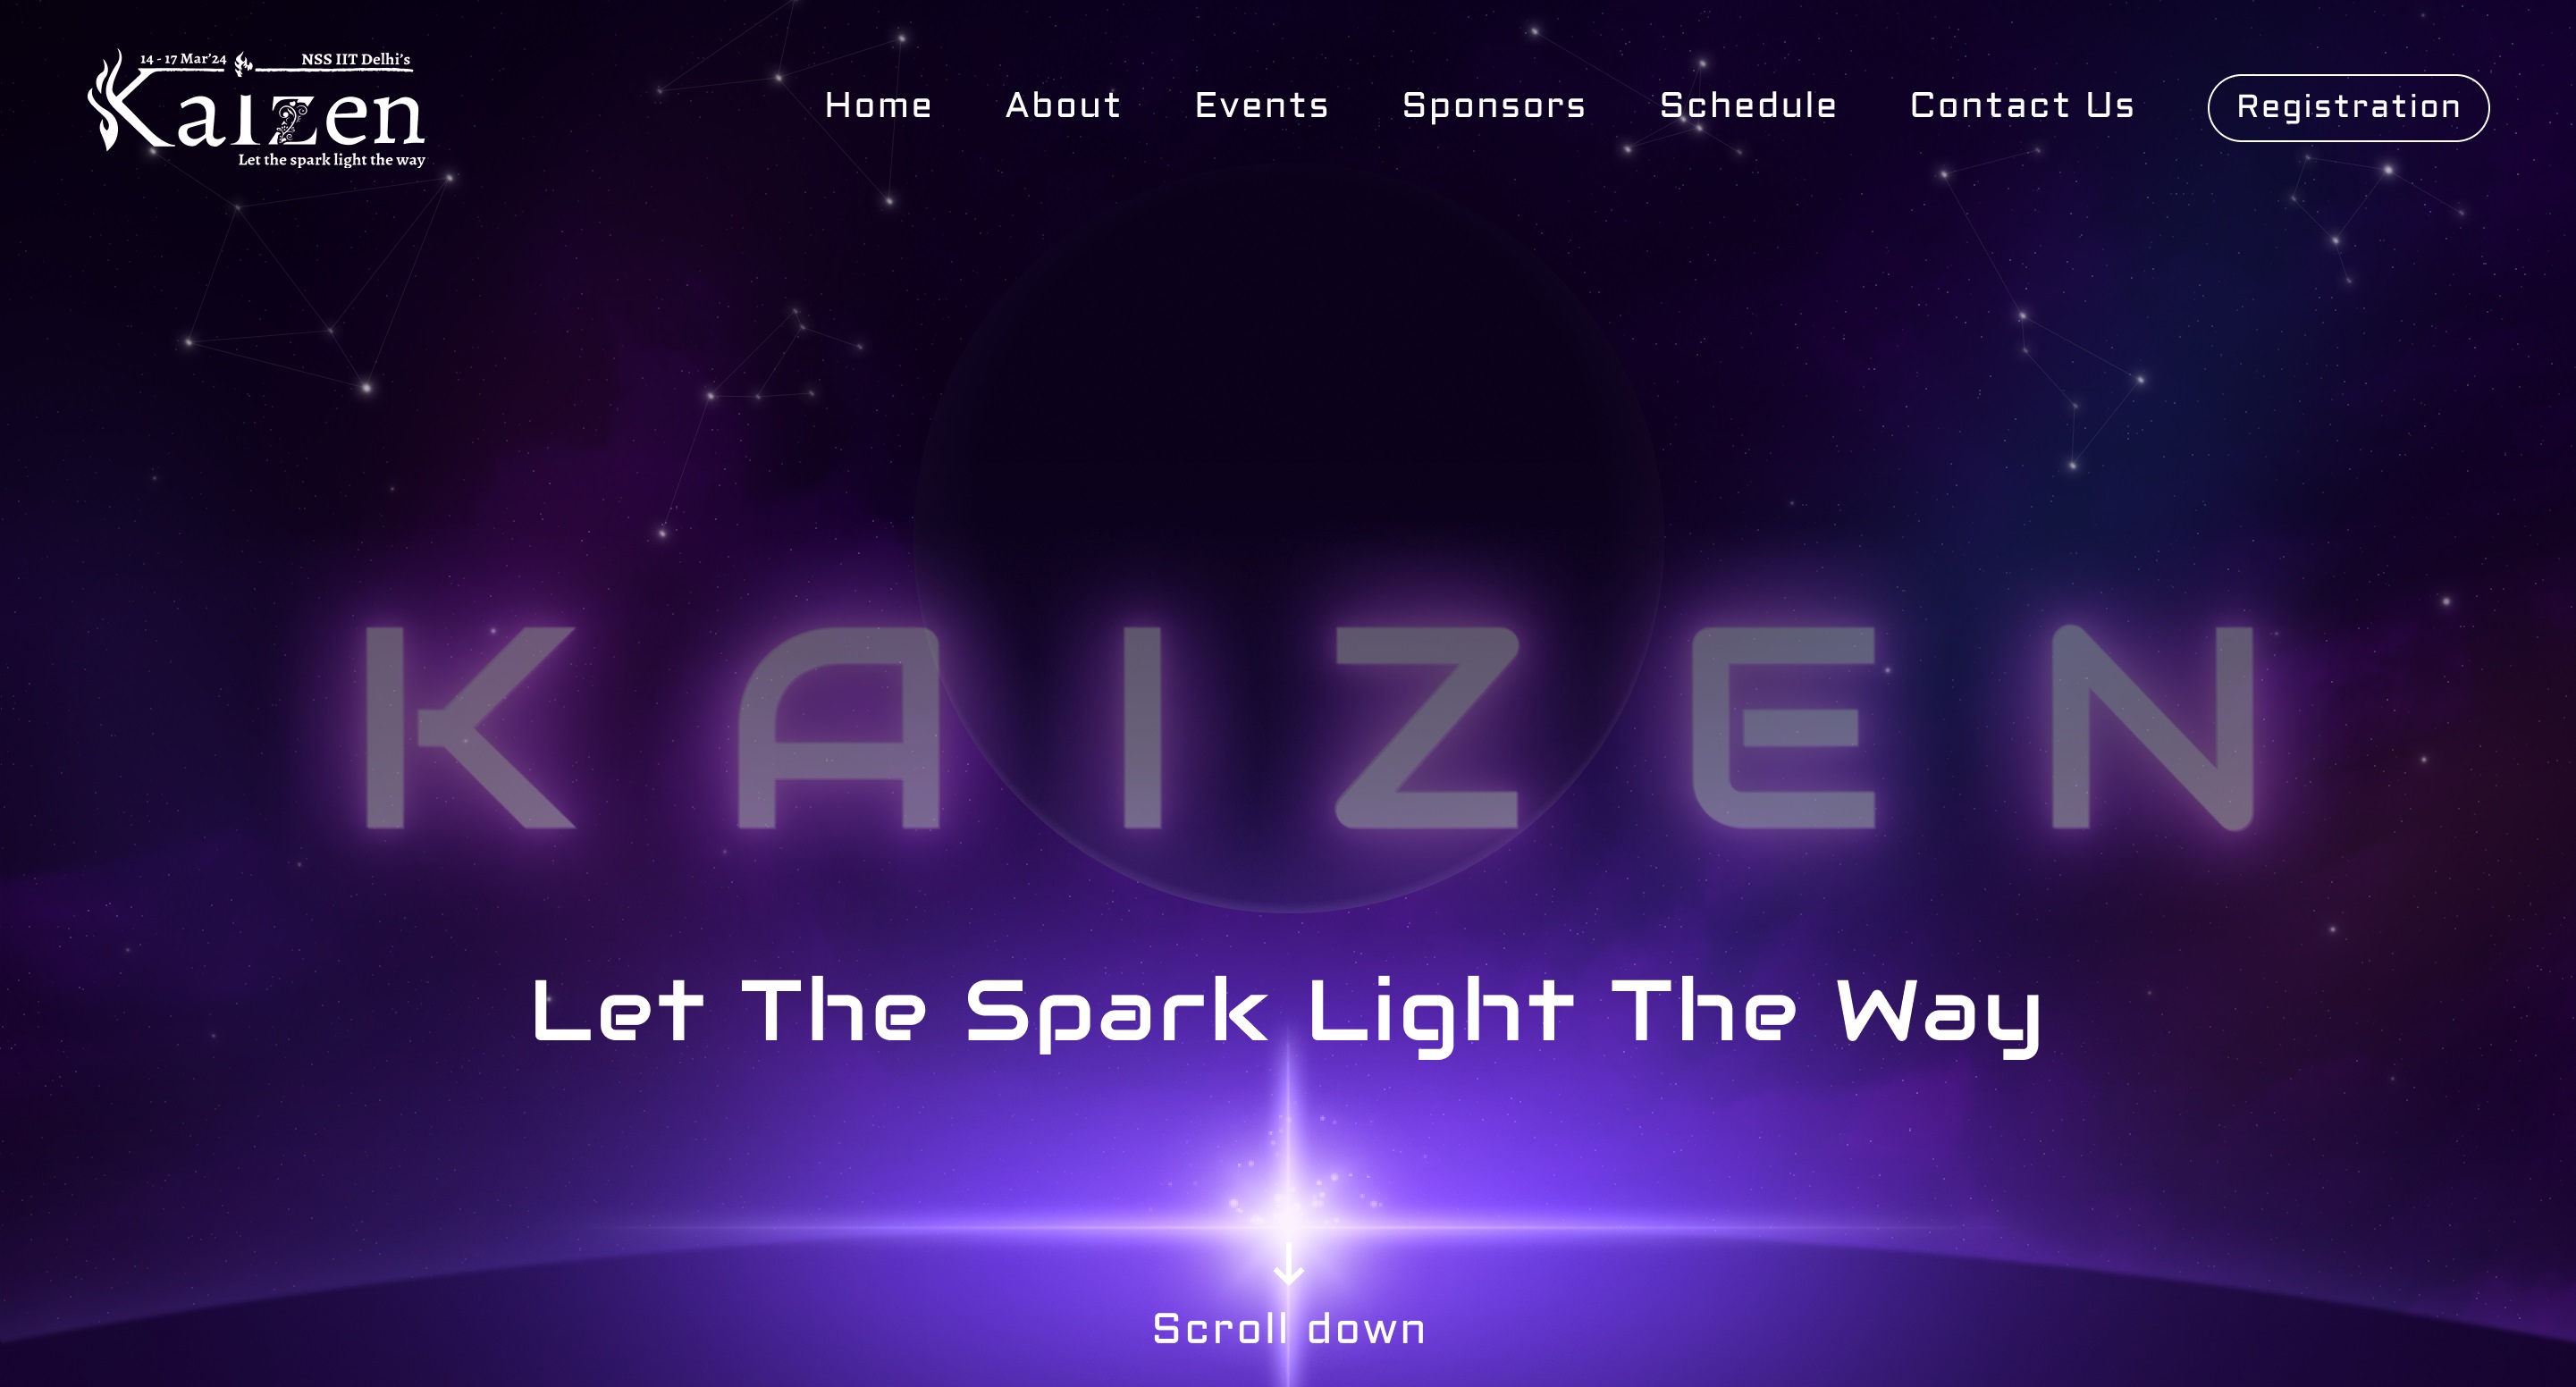 14 - 17 Mar'24 NSS IIT Delhi's
Kaizen
Let the spark light the way
Home About Events Sponsors Schedule Contact Us Registration
KAIZEN
Let The Spark Light The Way
Scroll down